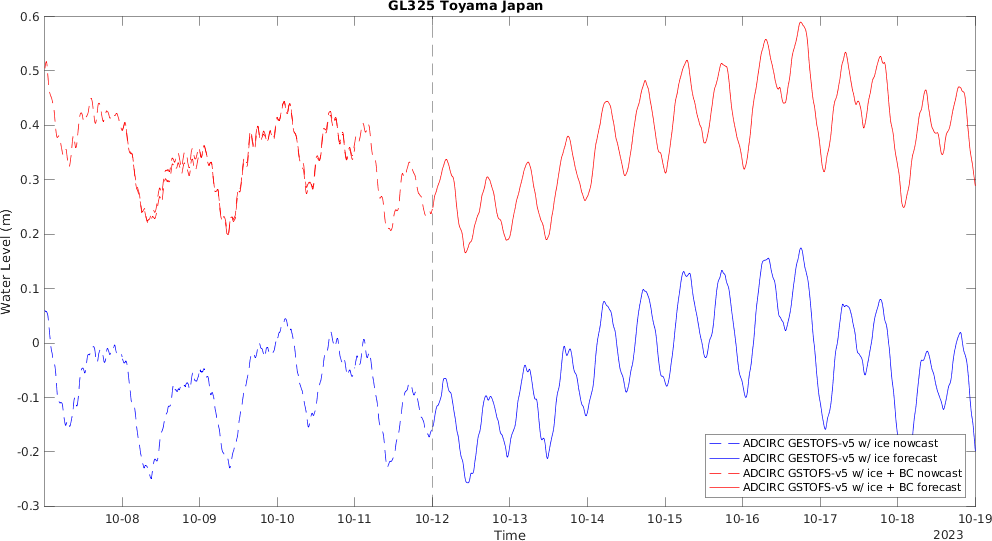 GL325 Toyama Japan
Water Level (m)
0.6
0.5
0.4
0.3
0.2
0.1
0
-0.1
-0.2
-0.3
ADCIRC GESTOFS-v5 w/ ice nowcast
ADCIRC GESTOFS-v5 w/ ice forecast
ADCIRC GSTOFS-v5 w/ ice + BC nowcast
ADCIRC GSTOFS-v5 w/ ice + BC forecast
10-08 10-09 10-10 10-11 10-12 10-13 10-14 10-15 10-16 10-17 10-18 10-19
Time
2023